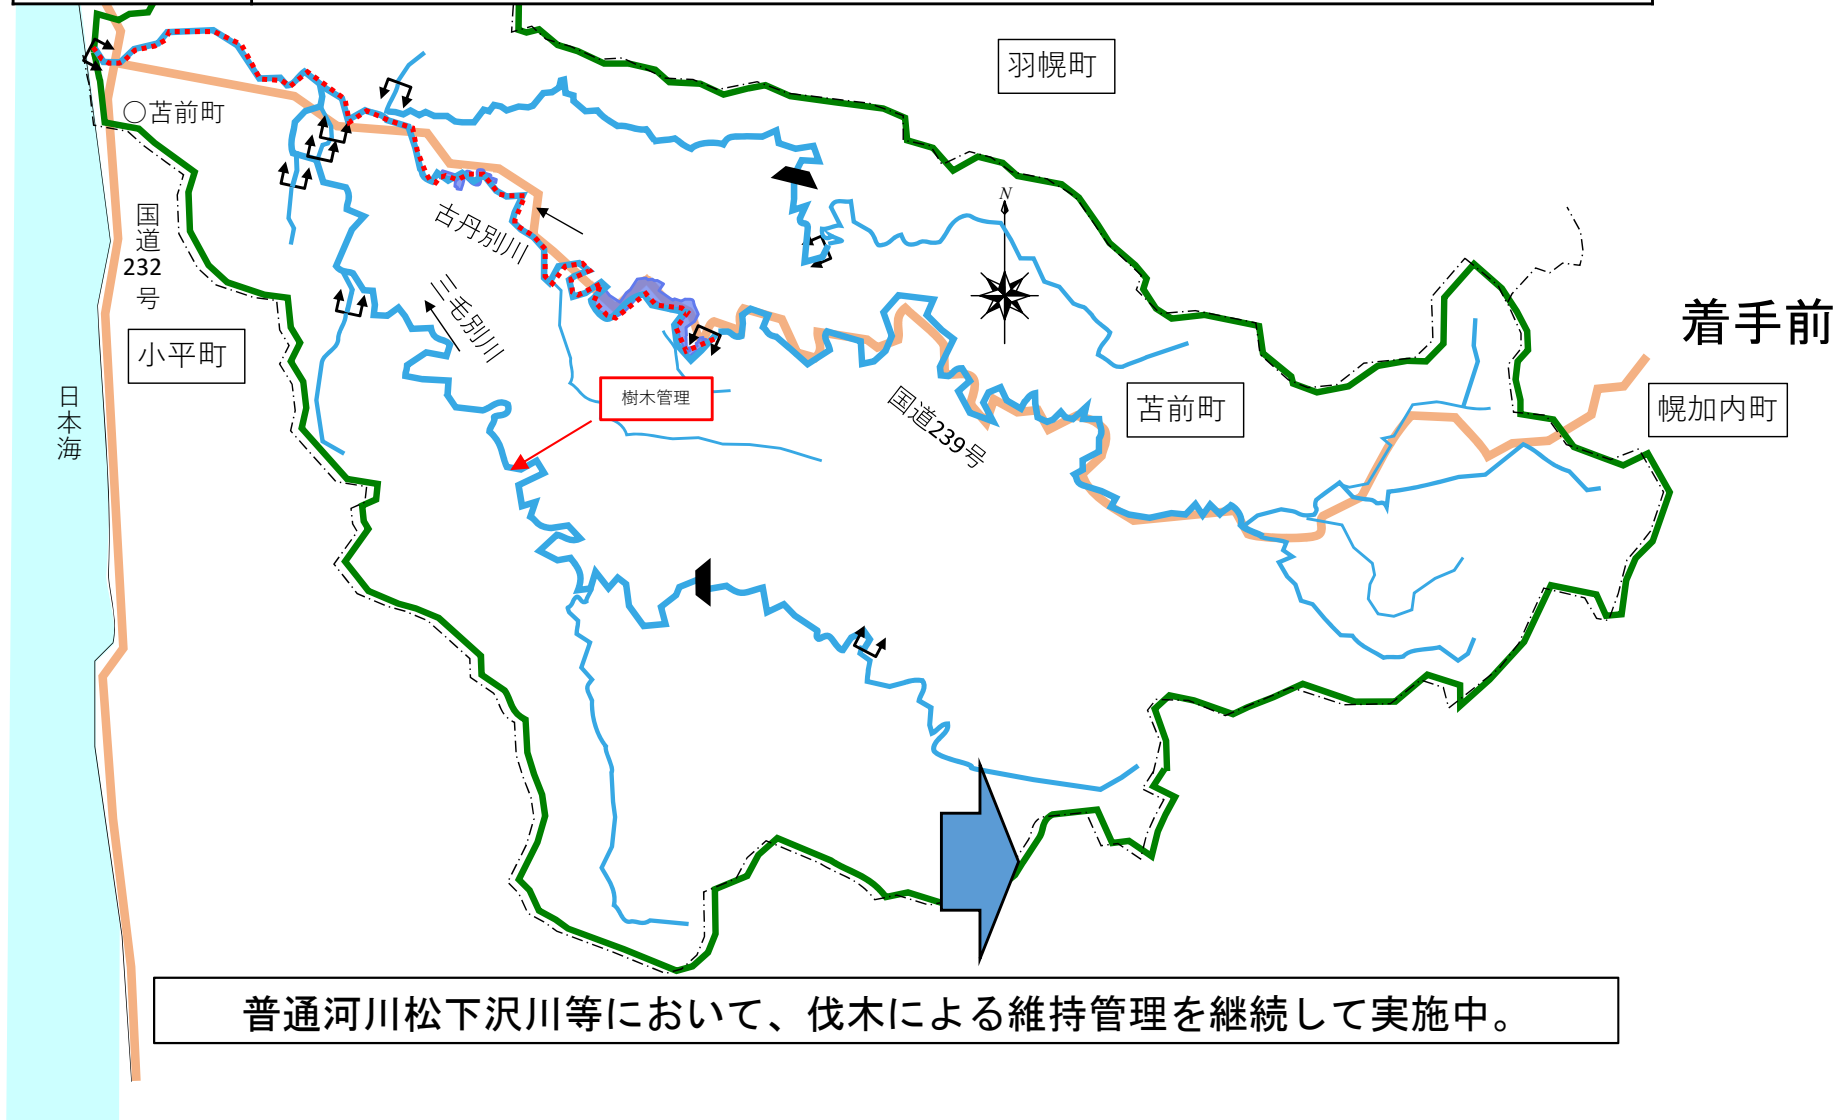 羽幌町
〇苫前町
国道232号
古丹別川
三毛別川
小平町
日本海
樹木管理
N
国道239号
苫前町
着手前
幌加内町
普通河川松下沢川等において、伐木による維持管理を継続して実施中。